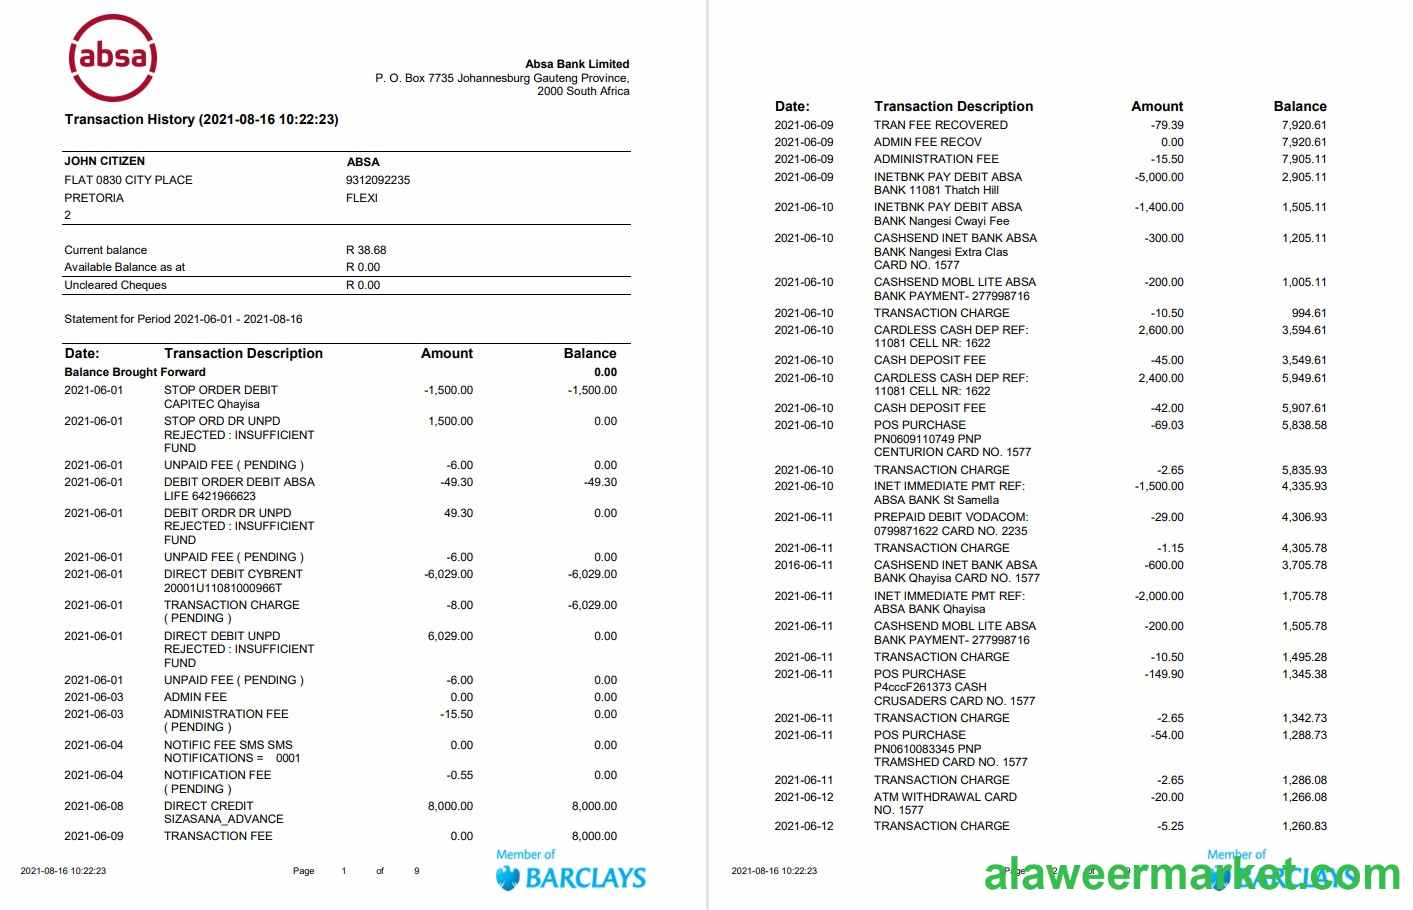 absa
Absa Bank Limited
P. O. Box 7735 Johannesburg Gauteng Province,
2000 South Africa
Transaction History (2021-08-16 10:22:23)
JOHN CITIZEN ABSA
FLAT 0830 CITY PLACE 9312092235
PRETORIA FLEXI
2
Current balance R 38.68
Available Balance as at R 0.00
Uncleared Cheques R 0.00
Statement for Period 2021-06-01 - 2021-08-16
Date: Transaction Description Amount Balance
Balance Brought Forward 0.00
2021-06-01 STOP ORDER DEBIT -1,500.00 -1,500.00
CAPITEC Qhayisa
2021-06-01 STOP ORD DR UNPD 1,500.00 0.00
REJECTED : INSUFFICIENT
FUND
2021-06-01 UNPAID FEE ( PENDING ) -6.00 0.00
2021-06-01 DEBIT ORDER DEBIT ABSA -49.30 -49.30
LIFE 6421966623
2021-06-01 DEBIT ORDR DR UNPD 49.30 0.00
REJECTED : INSUFFICIENT
FUND
2021-06-01 UNPAID FEE ( PENDING ) -6.00 0.00
2021-06-01 DIRECT DEBIT CYBRENT -6,029.00 -6,029.00
20001U11081000966T
2021-06-01 TRANSACTION CHARGE -8.00 -6,029.00
( PENDING )
2021-06-01 DIRECT DEBIT UNPD 6,029.00 0.00
REJECTED : INSUFFICIENT
FUND
2021-06-01 UNPAID FEE ( PENDING ) -6.00 0.00
2021-06-03 ADMIN FEE 0.00 0.00
2021-06-03 ADMINISTRATION FEE -15.50 0.00
( PENDING )
2021-06-04 NOTIFIC FEE SMS SMS 0.00 0.00
NOTIFICATIONS = 0001
2021-06-04 NOTIFICATION FEE -0.55 0.00
( PENDING )
2021-06-08 DIRECT CREDIT 8,000.00 8,000.00
SIZASANA_ADVANCE
2021-06-09 TRANSACTION FEE 0.00 8,000.00
2021-08-16 10:22:23 Page 1 of 9
Member of
BARCLAYS
Date: Transaction Description Amount Balance
2021-06-09 TRAN FEE RECOVERED -79.39 7,920.61
2021-06-09 ADMIN FEE RECOV 0.00 7,920.61
2021-06-09 ADMINISTRATION FEE -15.50 7,905.11
2021-06-09 INETBNK PAY DEBIT ABSA -5,000.00 2,905.11
BANK 11081 Thatch Hill
2021-06-10 INETBNK PAY DEBIT ABSA -1,400.00 1,505.11
BANK Nangesi Cwayi Fee
2021-06-10 CASHSEND INET BANK ABSA -300.00 1,205.11
BANK Nangesi Extra Clas
CARD NO. 1577
2021-06-10 CASHSEND MOBL LITE ABSA -200.00 1,005.11
BANK PAYMENT- 277998716
2021-06-10 TRANSACTION CHARGE -10.50 994.61
2021-06-10 CARDLESS CASH DEP REF: 2,600.00 3,594.61
11081 CELL NR: 1622
2021-06-10 CASH DEPOSIT FEE -45.00 3,549.61
2021-06-10 CARDLESS CASH DEP REF: 2,400.00 5,949.61
11081 CELL NR: 1622
2021-06-10 CASH DEPOSIT FEE -42.00 5,907.61
2021-06-10 POS PURCHASE -69.03 5,838.58
PN0609110749 PNP
CENTURION CARD NO. 1577
2021-06-10 TRANSACTION CHARGE -2.65 5,835.93
2021-06-10 INET IMMEDIATE PMT REF: -1,500.00 4,335.93
ABSA BANK St Samella
2021-06-11 PREPAID DEBIT VODACOM: -29.00 4,306.93
0799871622 CARD NO. 2235
2021-06-11 TRANSACTION CHARGE -1.15 4,305.78
2016-06-11 CASHSEND INET BANK ABSA -600.00 3,705.78
BANK Qhayisa CARD NO. 1577
2021-06-11 INET IMMEDIATE PMT REF: -2,000.00 1,705.78
ABSA BANK Qhayisa
2021-06-11 CASHSEND MOBL LITE ABSA -200.00 1,505.78
BANK PAYMENT- 277998716
2021-06-11 TRANSACTION CHARGE -10.50 1,495.28
2021-06-11 POS PURCHASE -149.90 1,345.38
P4cccF261373 CASH
CRUSADERS CARD NO. 1577
2021-06-11 TRANSACTION CHARGE -2.65 1,342.73
2021-06-11 POS PURCHASE -54.00 1,288.73
PN0610083345 PNP
TRAMSHED CARD NO. 1577
2021-06-11 TRANSACTION CHARGE -2.65 1,286.08
2021-06-12 ATM WITHDRAWAL CARD -20.00 1,266.08
NO. 1577
2021-06-12 TRANSACTION CHARGE -5.25 1,260.83
Member of
2021-08-16 10:22:23
alaweermarket.com